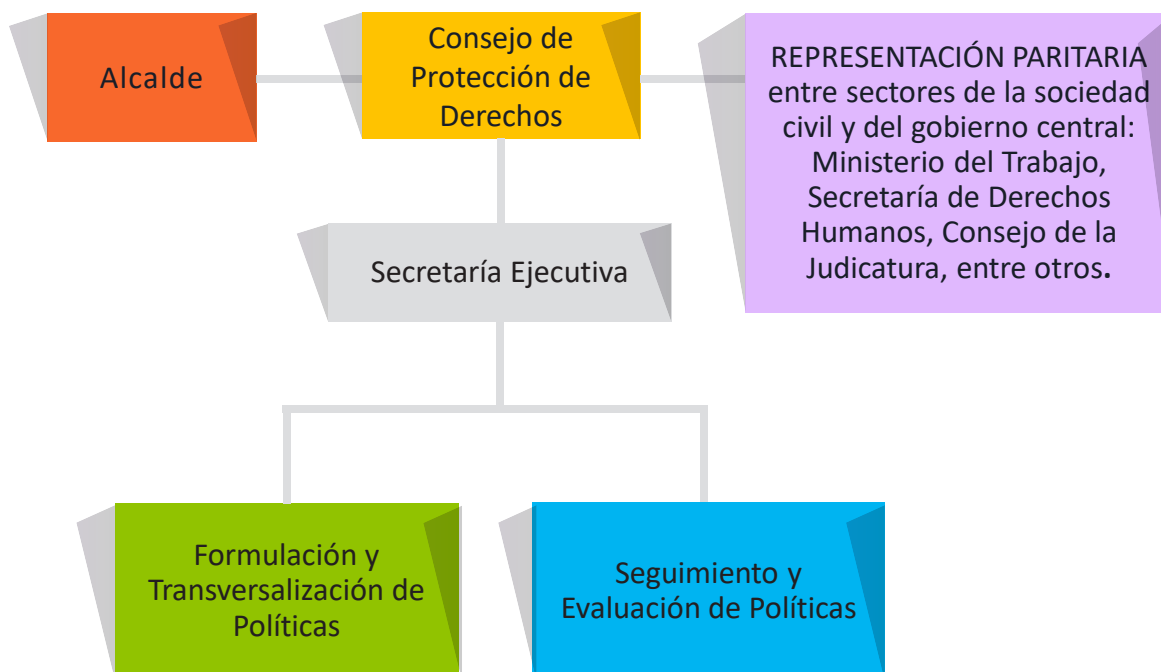 Alcalde
Consejo de
Protección de
Derechos
REPRESENTACIÓN PARITARIA
entre sectores de la sociedad
civil y del gobierno central:
Ministerio del Trabajo,
Secretaría de Derechos
Humanos, Consejo de la
Judicatura, entre otros.
Secretaría Ejecutiva
Formulación y
Transversalización de
Políticas
Seguimiento y
Evaluación de Políticas